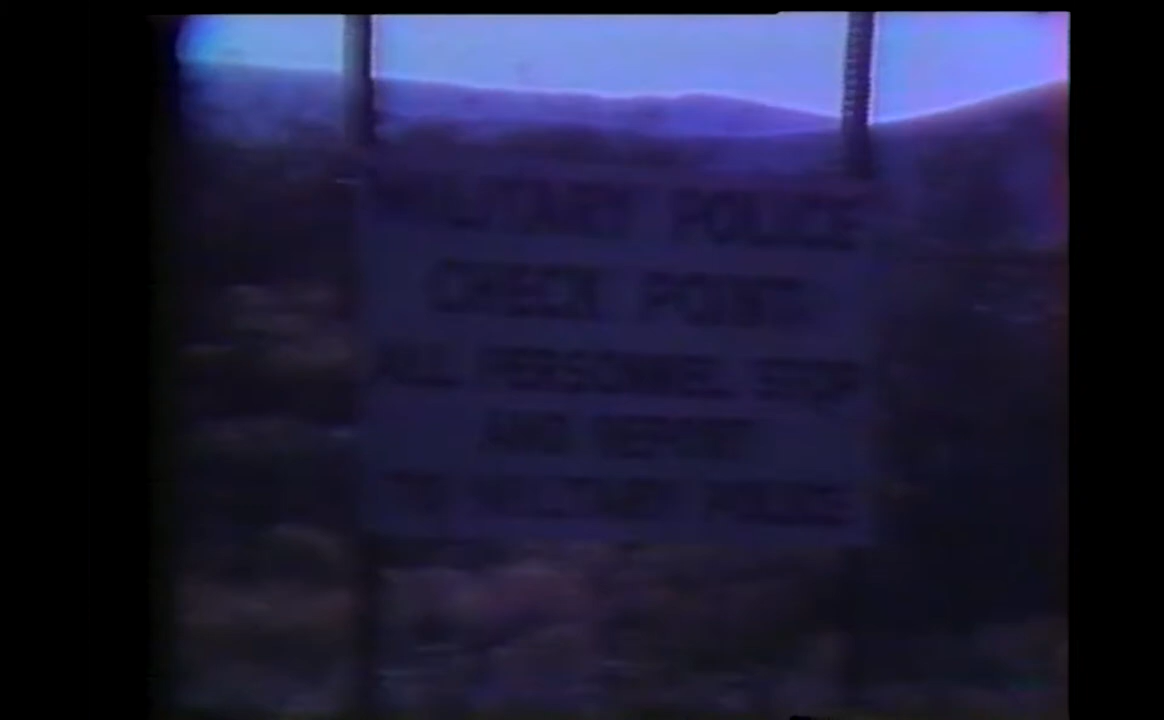 MILITARY POLICE
CHECK POINT
ALL PERSONNEL STOP
AND REPORT
TO MILITARY POLICE